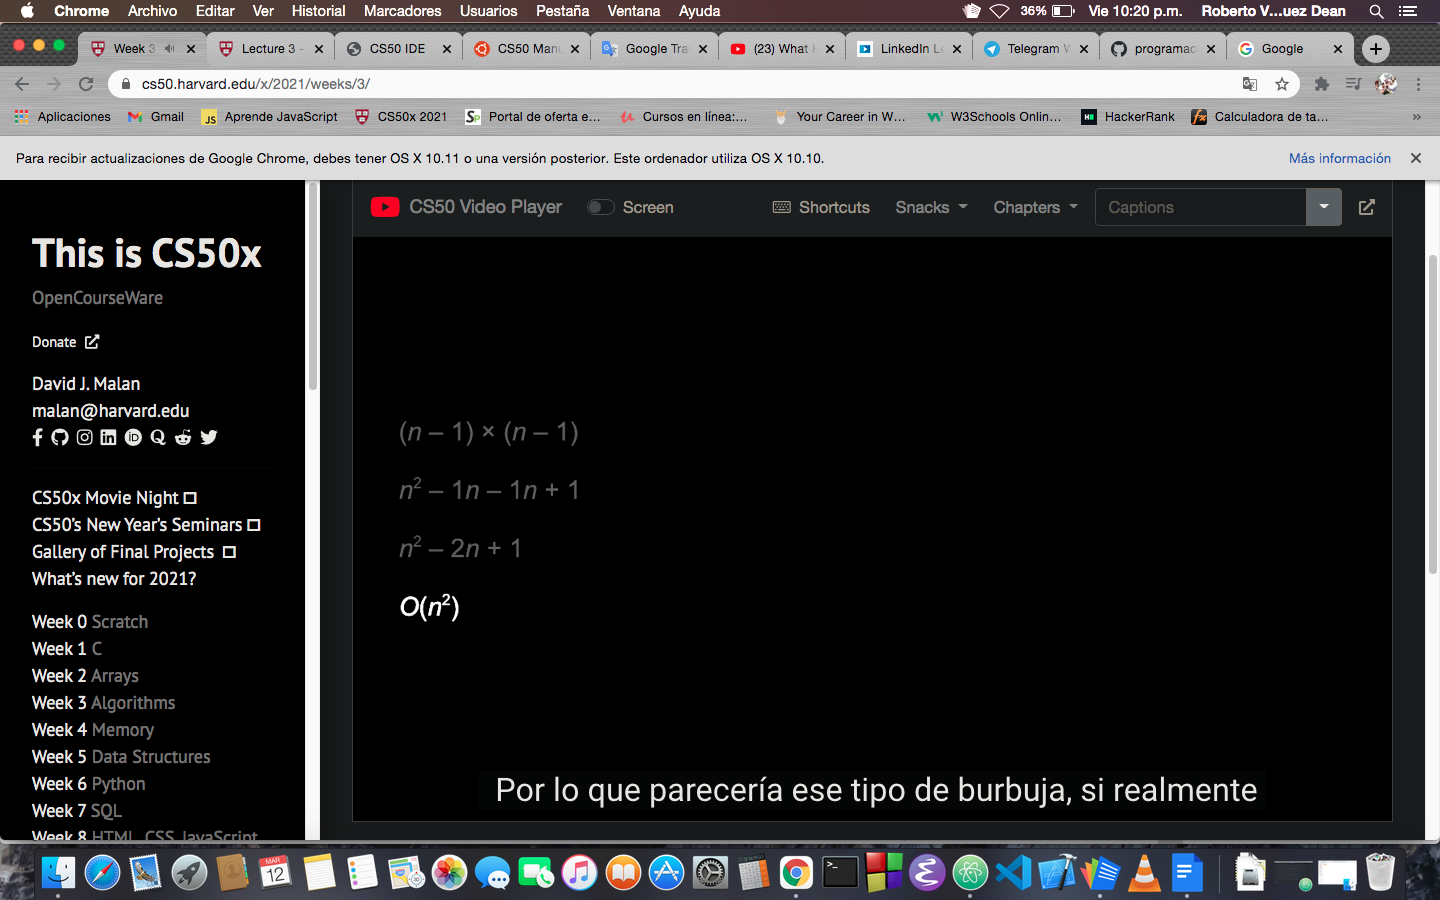 Chrome Archivo Editar Ver Historial Marcadores Usuarios Pestaña Ventana Ayuda 36% Vie 10:20 p.m. Roberto V...uez Dean
Week 3 Lecture 3 - CS50 IDE CS50 Man Google Tra (23) What LinkedIn Le Telegram programac Google
cs50.harvard.edu/x/2021/weeks/3/
Aplicaciones Gmail Aprende JavaScript CS50x 2021 Portal de oferta e... Cursos en línea:... Your Career in W... W3Schools Onlin... HackerRank Calculadora de ta... »
Para recibir actualizaciones de Google Chrome, debes tener OS X 10.11 o una versión posterior. Este ordenador utiliza OS X 10.10. Más información
This is CS50x
OpenCourseWare
Donate
David J. Malan
malan@harvard.edu
CS50x Movie Night
CS50's New Year's Seminars
Gallery of Final Projects
What's new for 2021?
Week 0 Scratch
Week 1 C
Week 2 Arrays
Week 3 Algorithms
Week 4 Memory
Week 5 Data Structures
Week 6 Python
Week 7 SQL
Week 8 HTML, CSS, JavaScript
CS50 Video Player Screen Shortcuts Snacks Chapters Captions
(n – 1) × (n – 1)
n² – 1n – 1n + 1
n² – 2n + 1
O(n²)
Por lo que parecería ese tipo de burbuja, si realmente
MAR
12